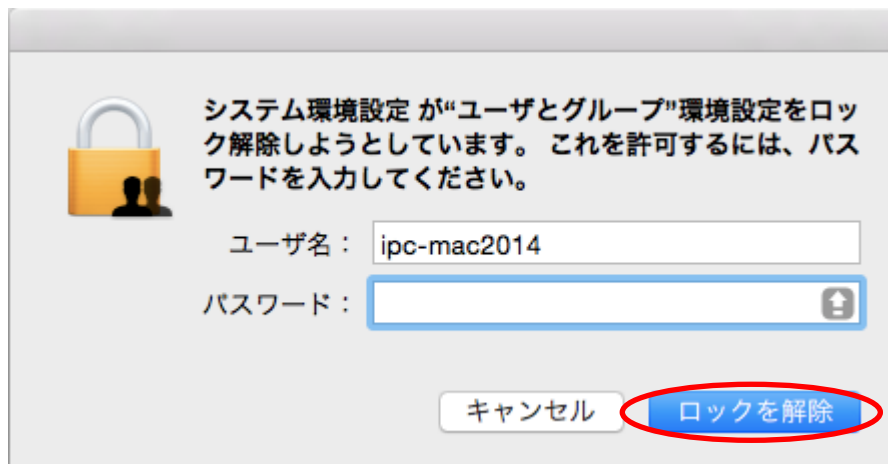 システム環境設定 が“ユーザとグループ”環境設定をロッ
ク解除しようとしています。 これを許可するには、パス
ワードを入力してください。
ユーザ名： ipc-mac2014
パスワード：
キャンセル ロックを解除